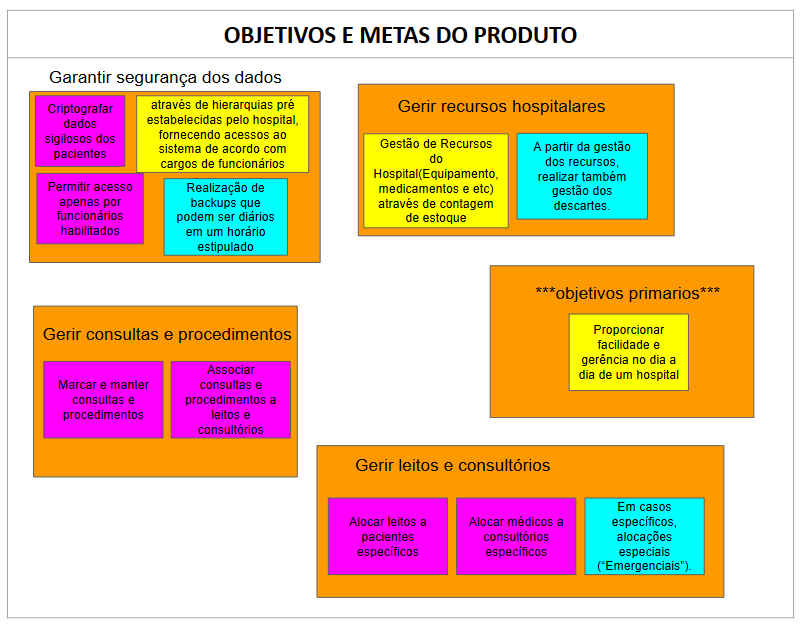 OBJETIVOS E METAS DO PRODUTO
Garantir segurança dos dados
Criptografar
dados
sigilosos dos
pacientes
através de hierarquias pré
estabelecidas pelo hospital,
fornecendo acessos ao
sistema de acordo com
cargos de funcionários
Permitir acesso
apenas por
funcionários
habilitados
Realização de
backups que
podem ser diários
em um horário
estipulado
Gerir recursos hospitalares
Gestão de Recursos
do
Hospital(Equipamento,
medicamentos e etc)
através de contagem
de estoque
A partir da gestão
dos recursos,
realizar também
gestão dos
descartes.
***objetivos primarios***
Proporcionar
facilidade e
gerência no dia a
dia de um hospital
Gerir consultas e procedimentos
Marcar e manter
consultas e
procedimentos
Associar
consultas e
procedimentos a
leitos e
consultórios
Gerir leitos e consultórios
Alocar leitos a
pacientes
específicos
Alocar médicos a
consultórios
específicos
Em casos
específicos,
alocações
especiais
(“Emergenciais”).